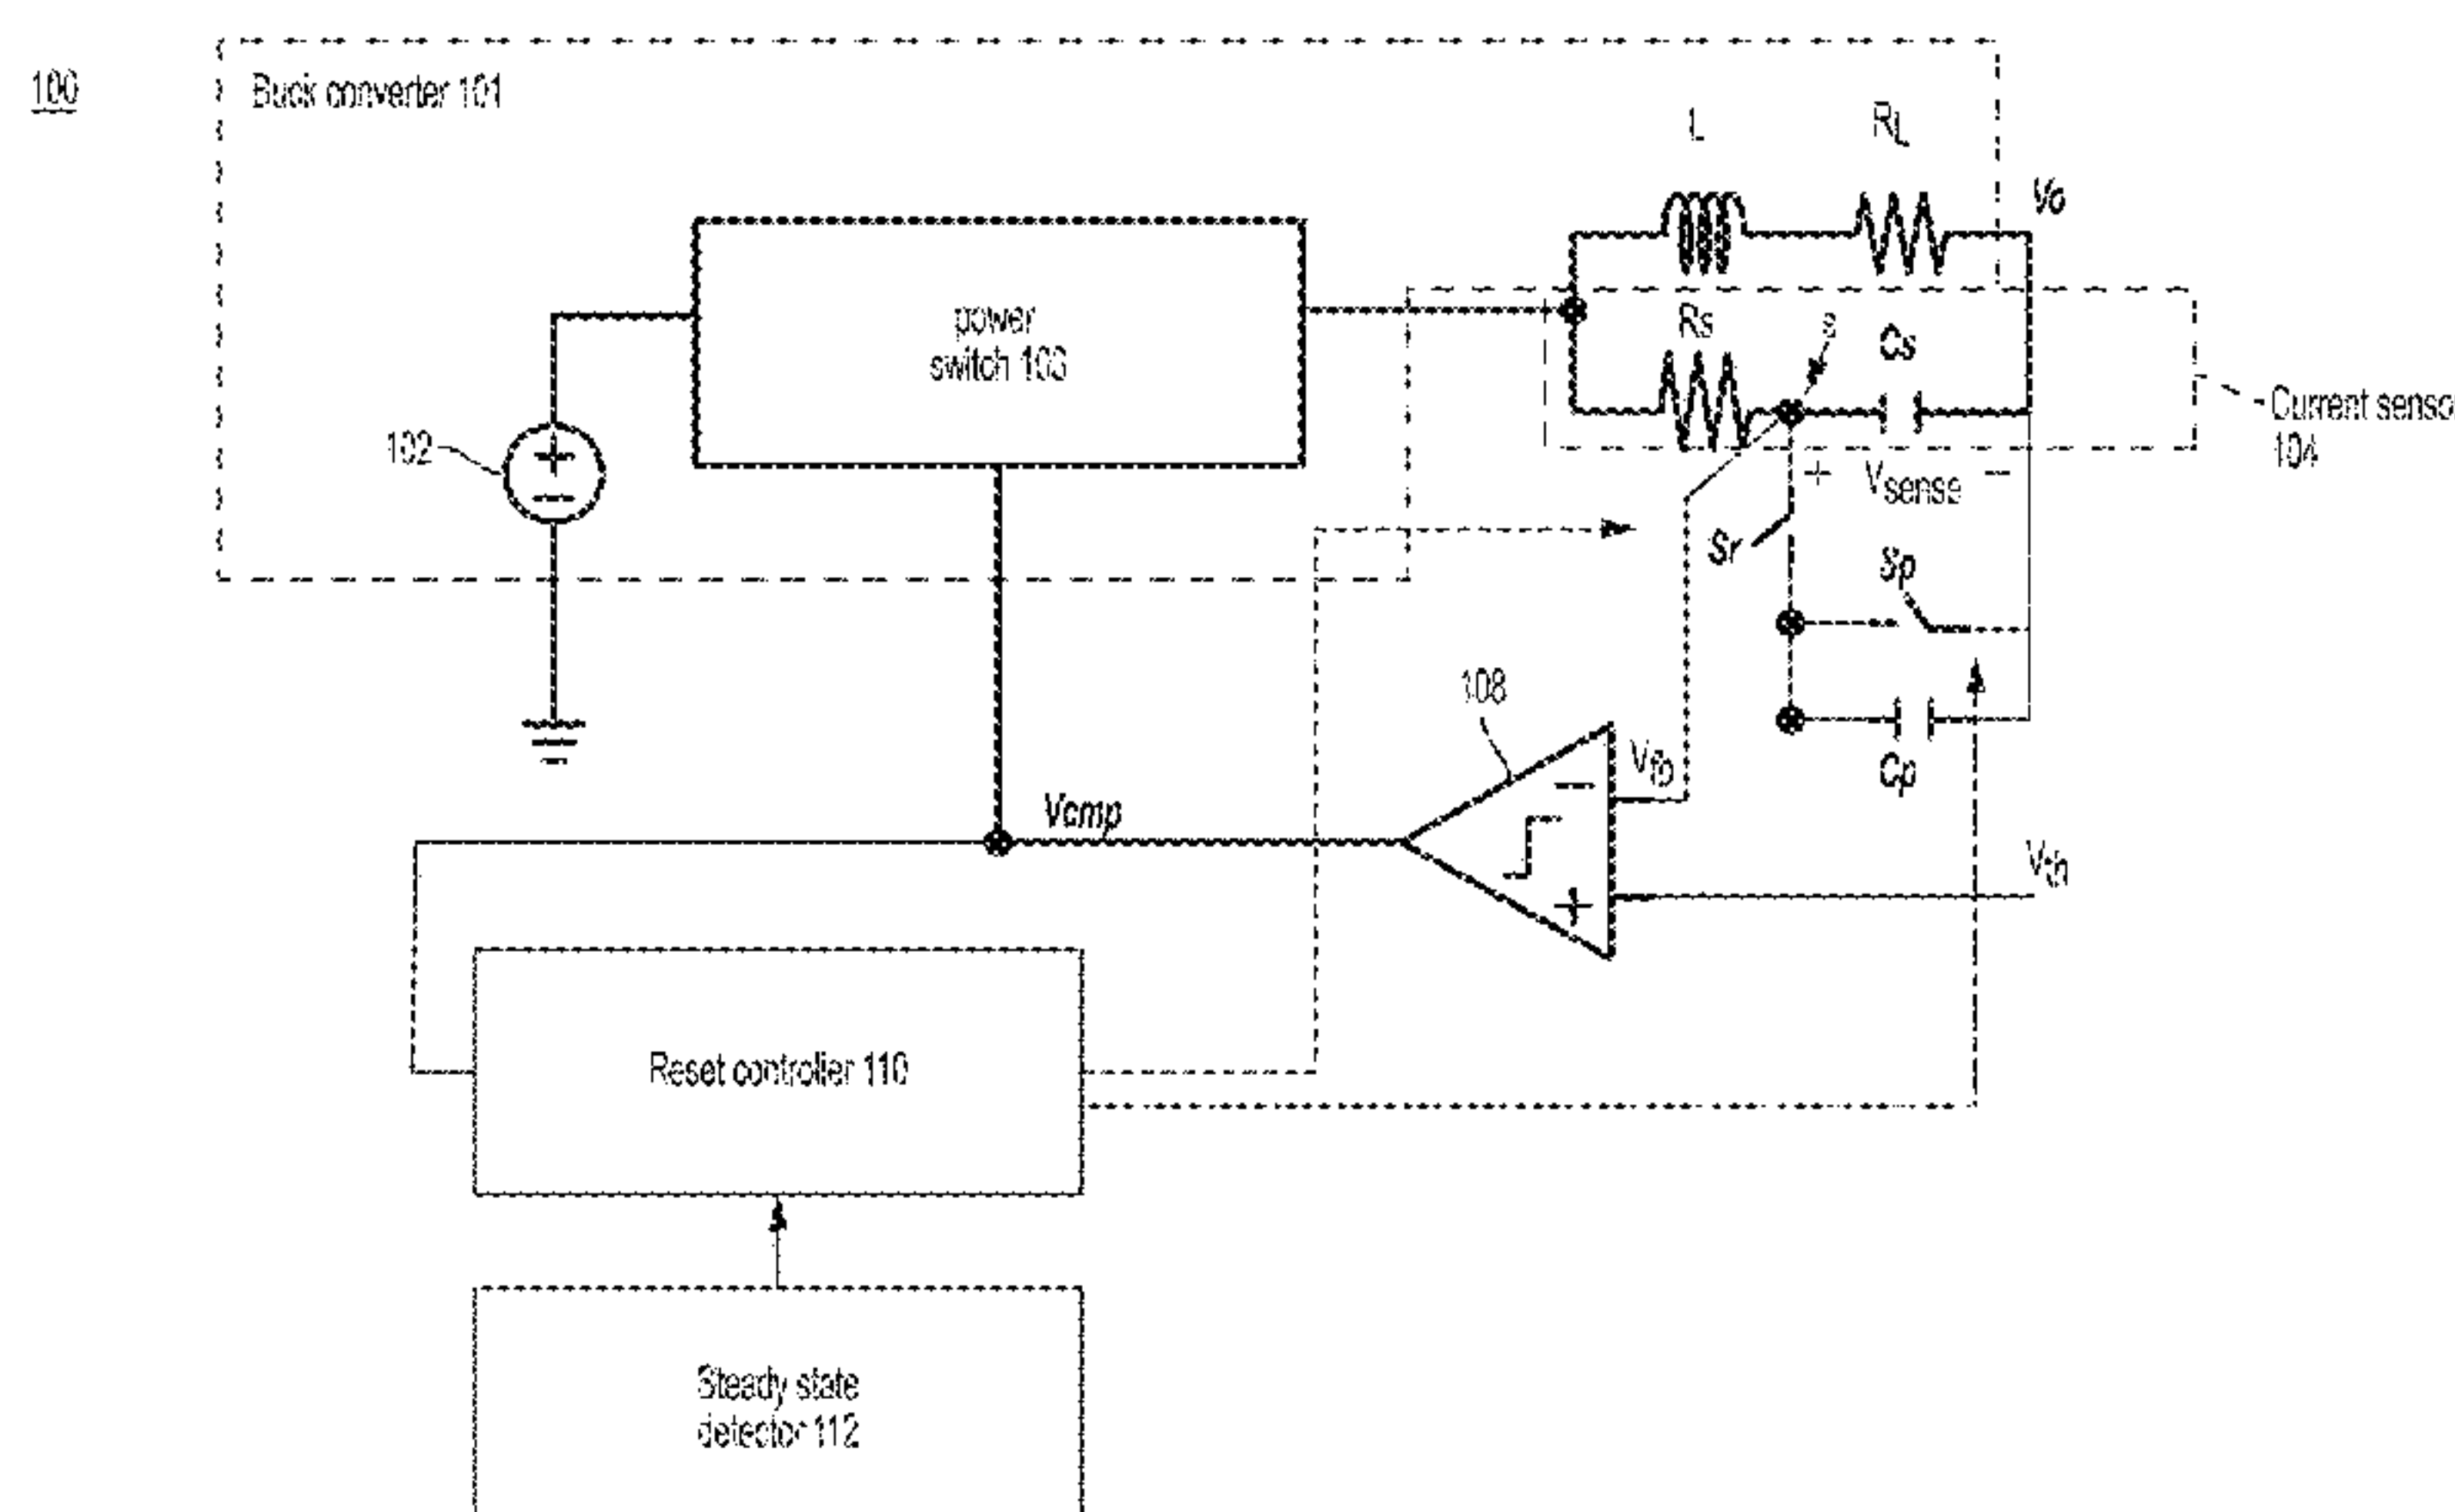 100
Buck converter 101
L
RL
Vo
power
switch 103
Rs
s
Cs
102
Current senso
104
+ Vsense -
Sr
Sp
108
Vfb
Cp
Vcmp
Vth
Reset controller 110
Steady state
detector 112